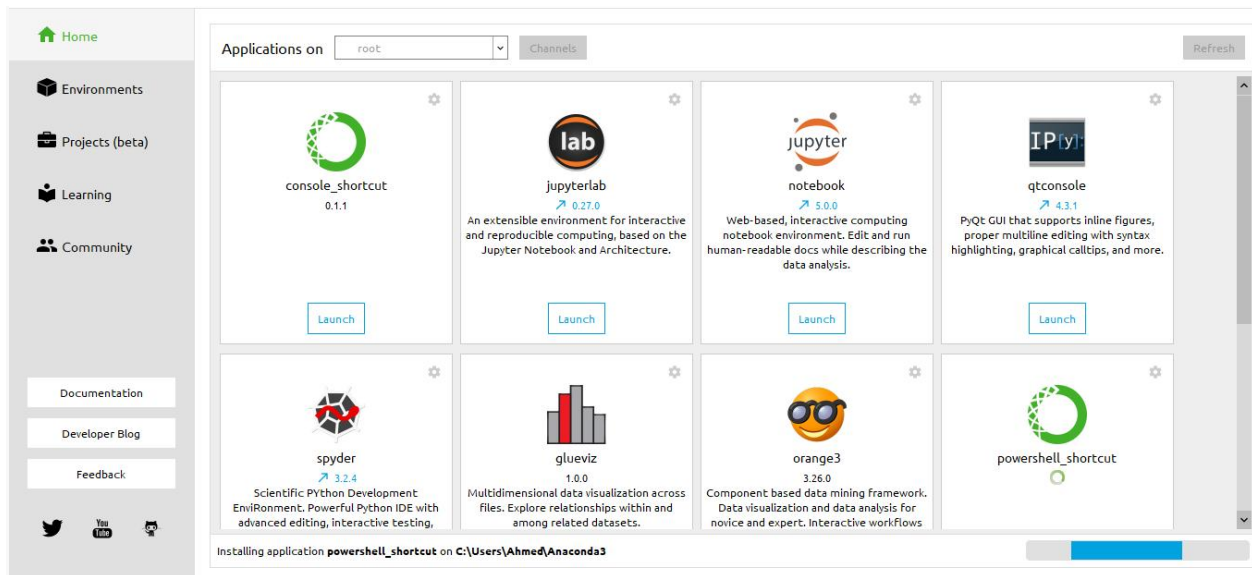 Home
Applications on root Channels Refresh
Environments
Projects (beta)
Learning
Community
console_shortcut
0.1.1
Launch
lab
jupyterlab
0.27.0
An extensible environment for interactive
and reproducible computing, based on the
Jupyter Notebook and Architecture.
Launch
jupyter
notebook
5.0.0
Web-based, interactive computing
notebook environment. Edit and run
human-readable docs while describing the
data analysis.
Launch
IP[y]:
qtconsole
4.3.1
PyQt GUI that supports inline figures,
proper multiline editing with syntax
highlighting, graphical calltips, and more.
Launch
Documentation
Developer Blog
Feedback
You
Tube
spyder
3.2.4
Scientific PYthon Development
EnviRonment. Powerful Python IDE with
advanced editing, interactive testing,
glueviz
1.0.0
Multidimensional data visualization across
files. Explore relationships within and
among related datasets.
orange3
3.26.0
Component based data mining framework.
Data visualization and data analysis for
novice and expert. Interactive workflows
powershell_shortcut
Installing application powershell_shortcut on C:\Users\Ahmed\Anaconda3